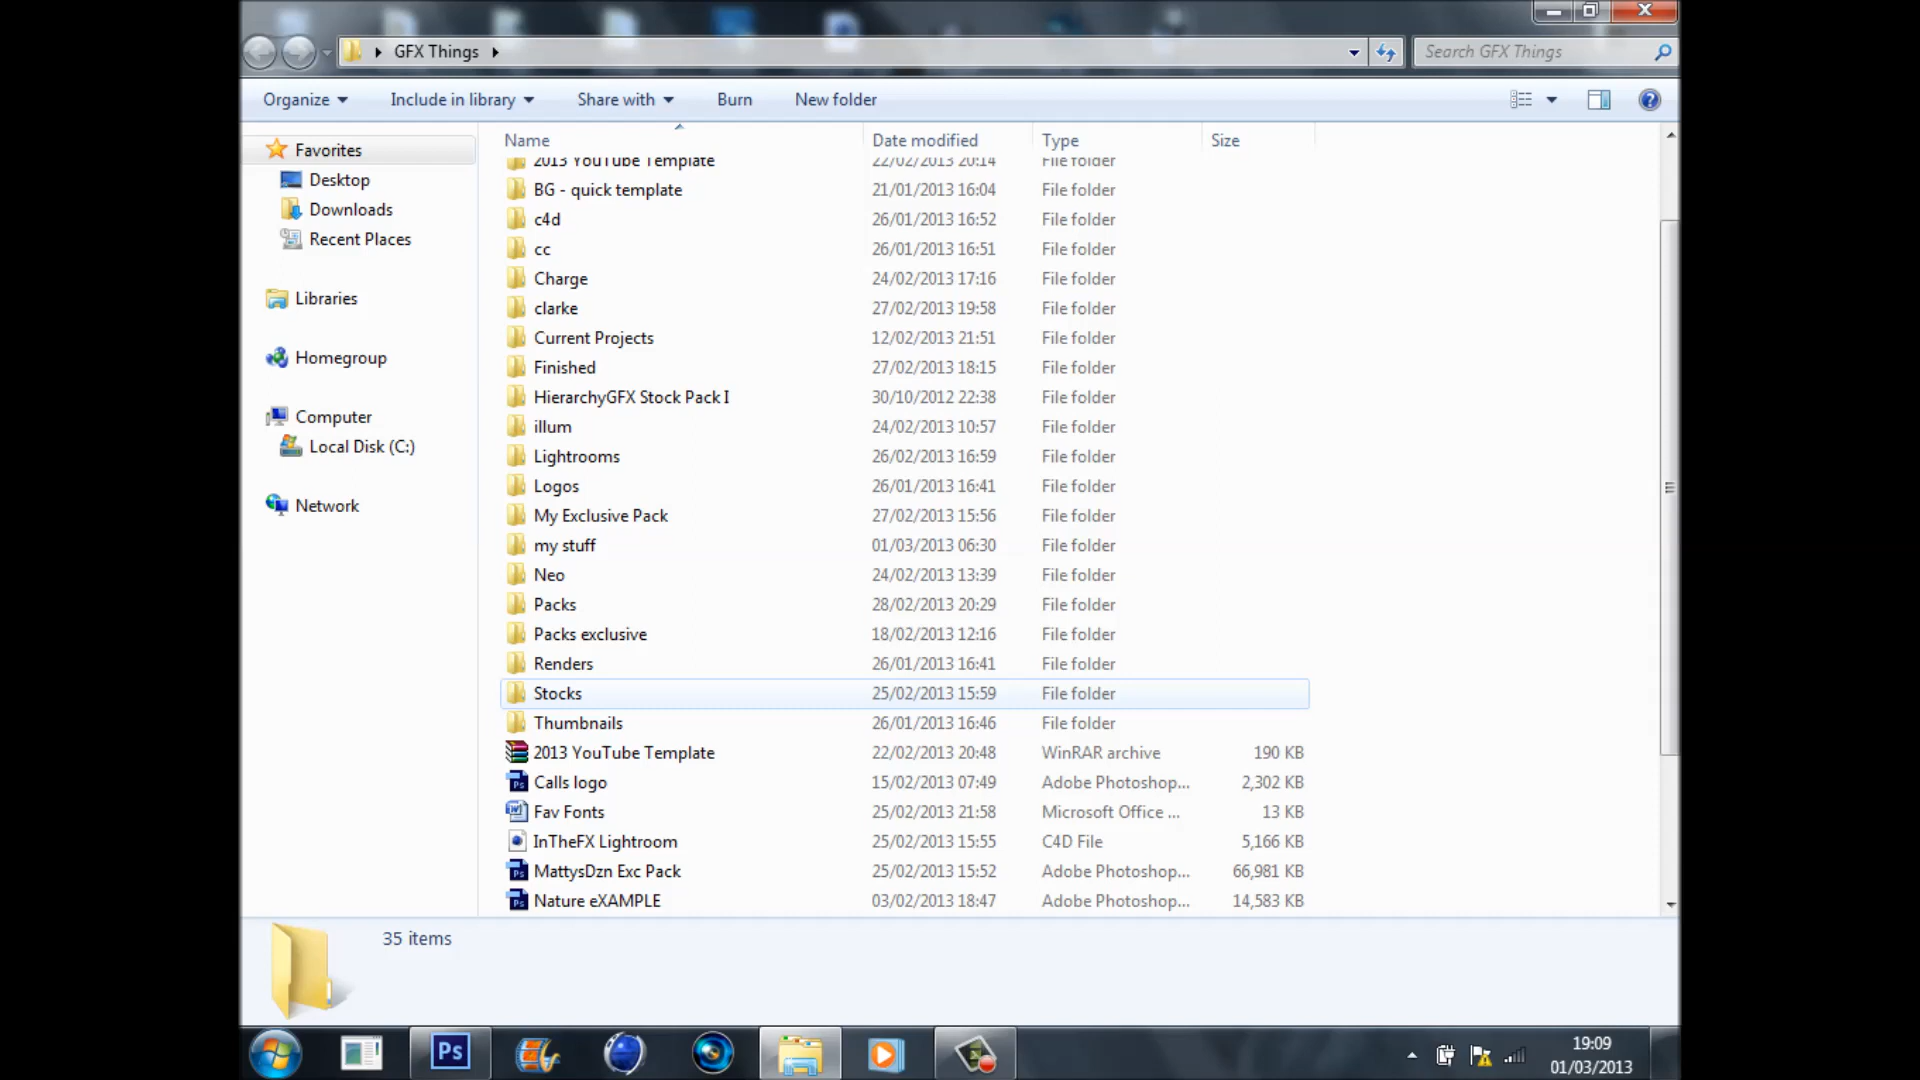 GFX Things
Search GFX Things
Organize Include in library Share with Burn New folder
Name Date modified Type Size
2013 YouTube Template 22/02/2013 20:14 File folder
BG - quick template 21/01/2013 16:04 File folder
c4d 26/01/2013 16:52 File folder
cc 26/01/2013 16:51 File folder
Charge 24/02/2013 17:16 File folder
clarke 27/02/2013 19:58 File folder
Current Projects 12/02/2013 21:51 File folder
Finished 27/02/2013 18:15 File folder
HierarchyGFX Stock Pack I 30/10/2012 22:38 File folder
illum 24/02/2013 10:57 File folder
Lightrooms 26/02/2013 16:59 File folder
Logos 26/01/2013 16:41 File folder
My Exclusive Pack 27/02/2013 15:56 File folder
my stuff 01/03/2013 06:30 File folder
Neo 24/02/2013 13:39 File folder
Packs 28/02/2013 20:29 File folder
Packs exclusive 18/02/2013 12:16 File folder
Renders 26/01/2013 16:41 File folder
Stocks 25/02/2013 15:59 File folder
Thumbnails 26/01/2013 16:46 File folder
2013 YouTube Template 22/02/2013 20:48 WinRAR archive 190 KB
Calls logo 15/02/2013 07:49 Adobe Photoshop... 2,302 KB
Fav Fonts 25/02/2013 21:58 Microsoft Office ... 13 KB
InTheFX Lightroom 25/02/2013 15:55 C4D File 5,166 KB
MattysDzn Exc Pack 25/02/2013 15:52 Adobe Photoshop... 66,981 KB
Nature eXAMPLE 03/02/2013 18:47 Adobe Photoshop... 14,583 KB
Favorites
Desktop
Downloads
Recent Places
Libraries
Homegroup
Computer
Local Disk (C:)
Network
35 items
Ps
19:09
01/03/2013